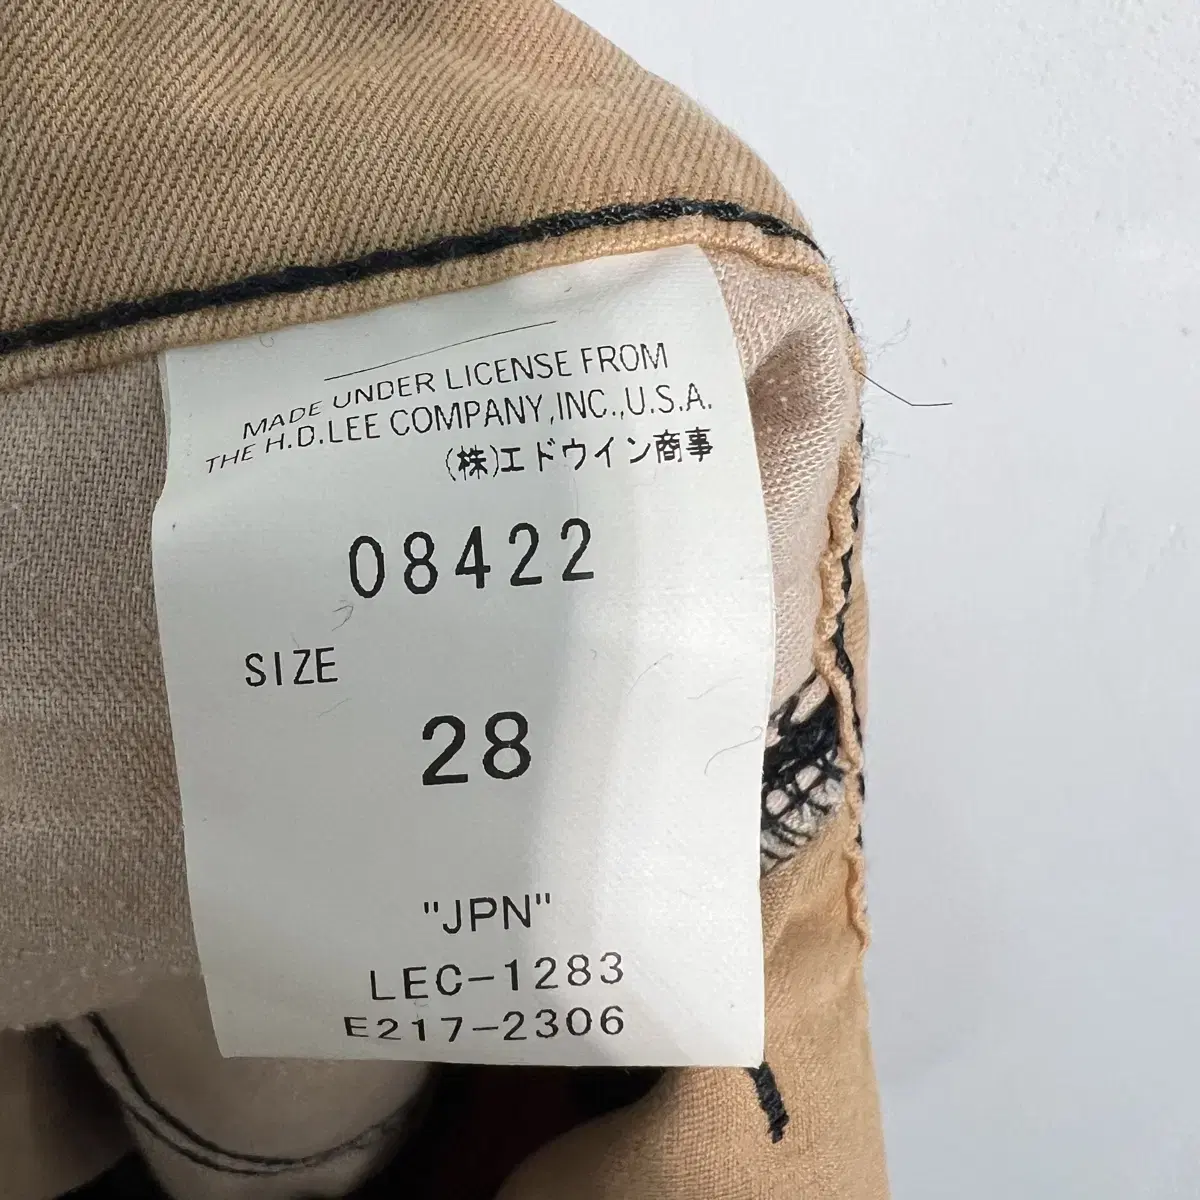 MADE UNDER LICENSE FROM
THE H.D.LEE COMPANY,INC.,U.S.A.
(株)エドウイン商事
08422
SIZE
28
"JPN"
LEC-1283
E217-2306